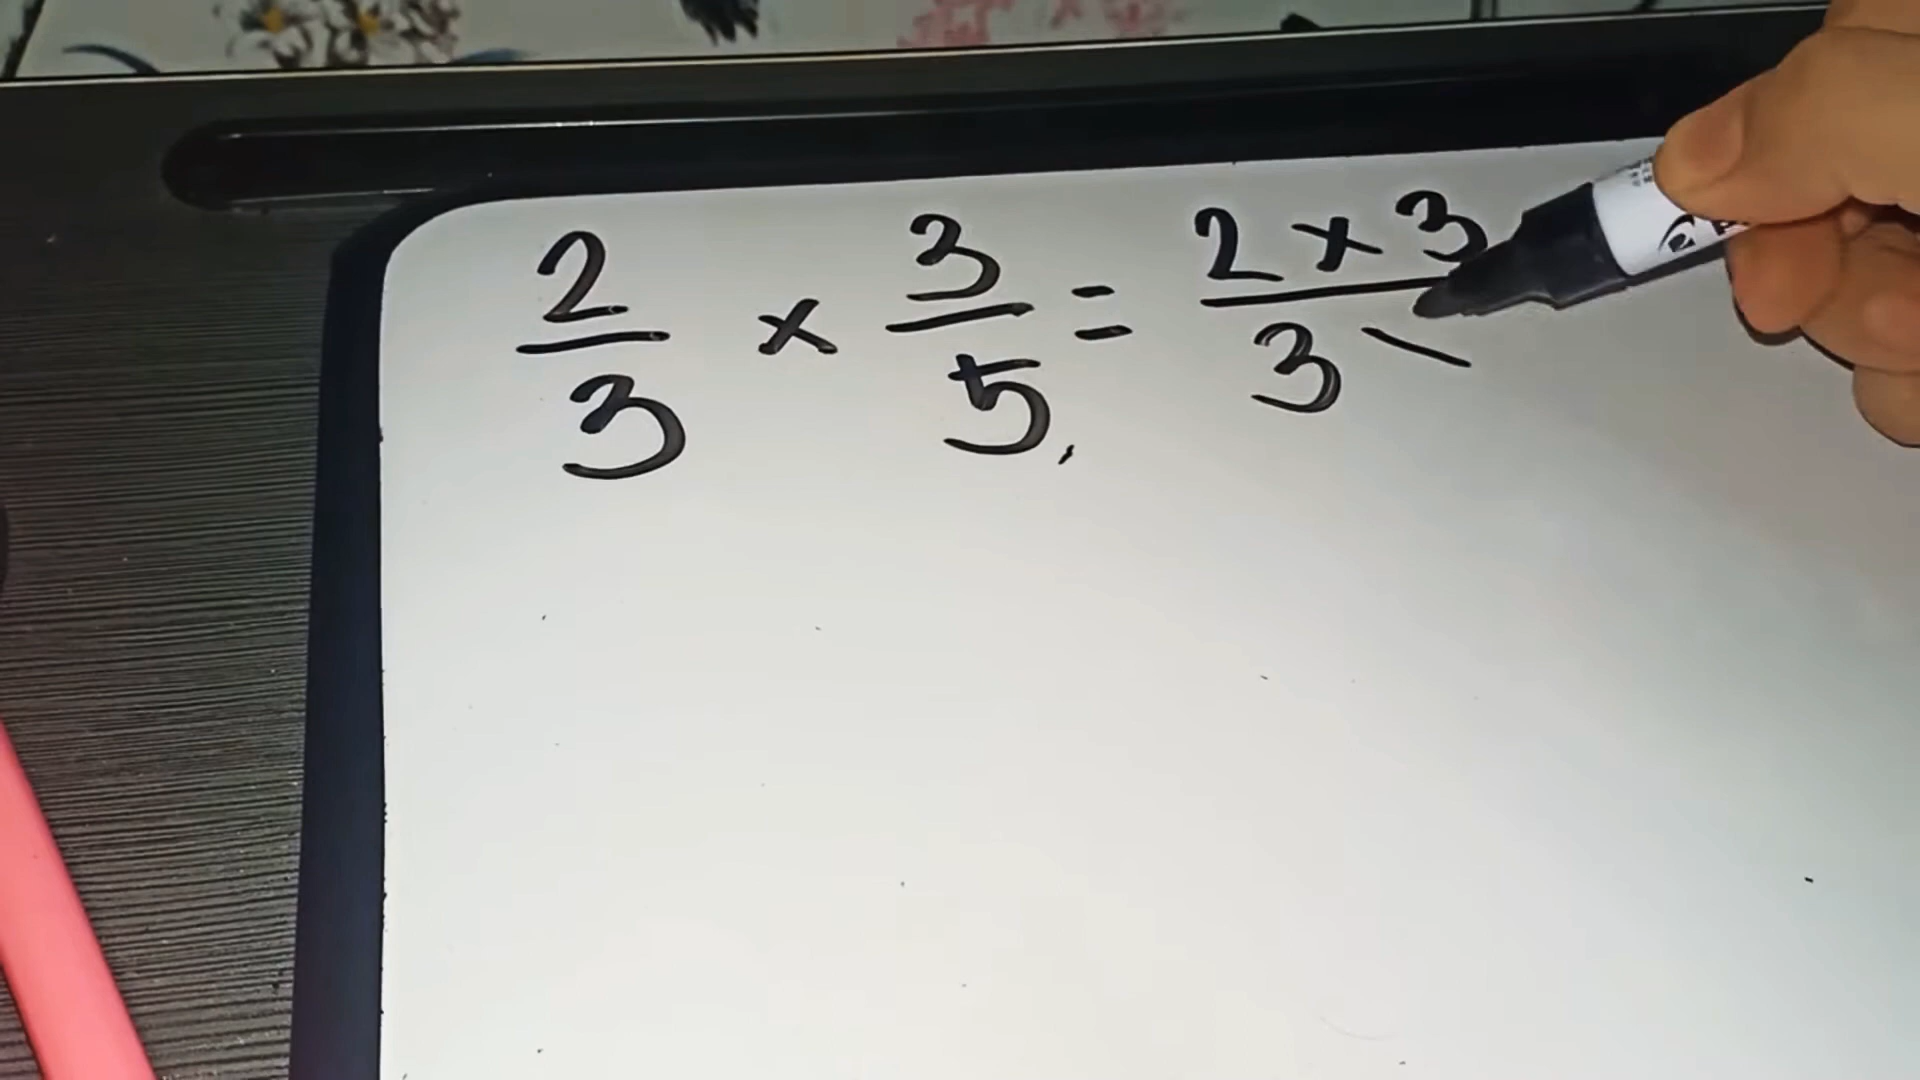 2/3 × 3/5, = 2 × 3 / 3 \